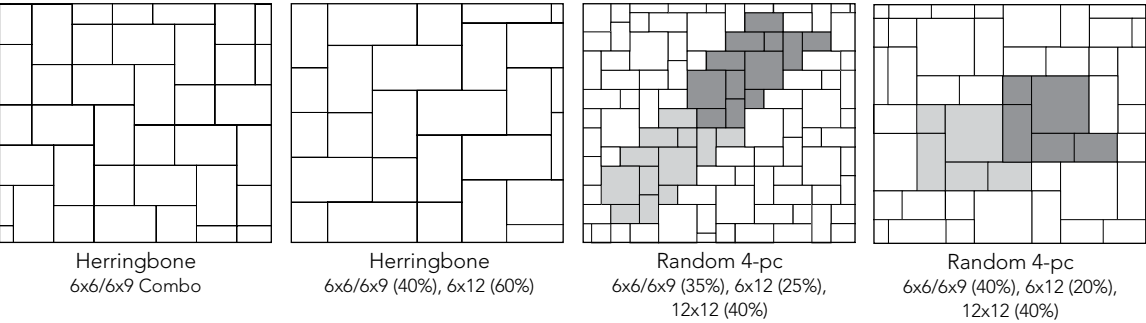 Herringbone
6x6/6x9 Combo
Herringbone
6x6/6x9 (40%), 6x12 (60%)
Random 4-pc
6x6/6x9 (35%), 6x12 (25%),
12x12 (40%)
Random 4-pc
6x6/6x9 (40%), 6x12 (20%),
12x12 (40%)